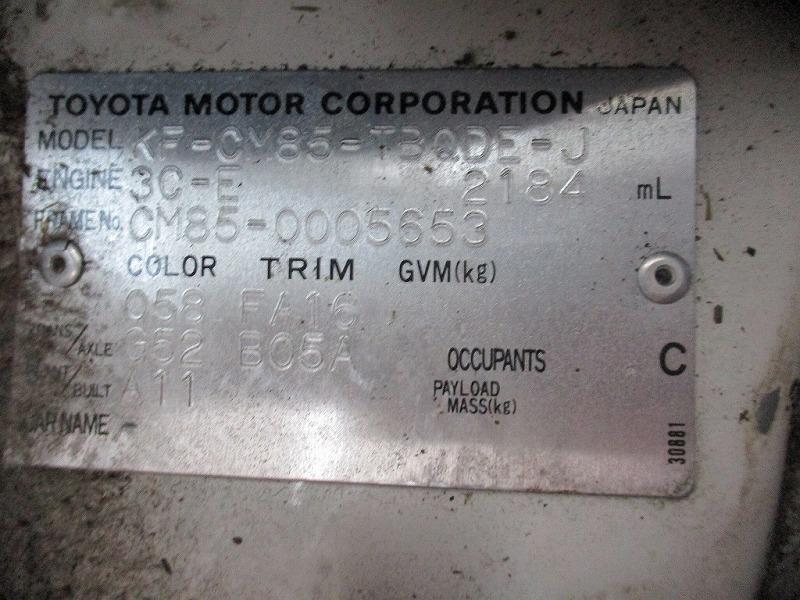 TOYOTA MOTOR CORPORATION JAPAN
MODEL KF-CM85-TBQDE-J
ENGINE 3C-E 2184 mL
FRAME No. CM85-0005653
COLOR TRIM GVM(kg)
058 FA16
TRANS/AXLE G52 B05A
OCCUPANTS C
PLANT/BUILT A11
PAYLOAD
MASS(kg)
CAR NAME -
30881